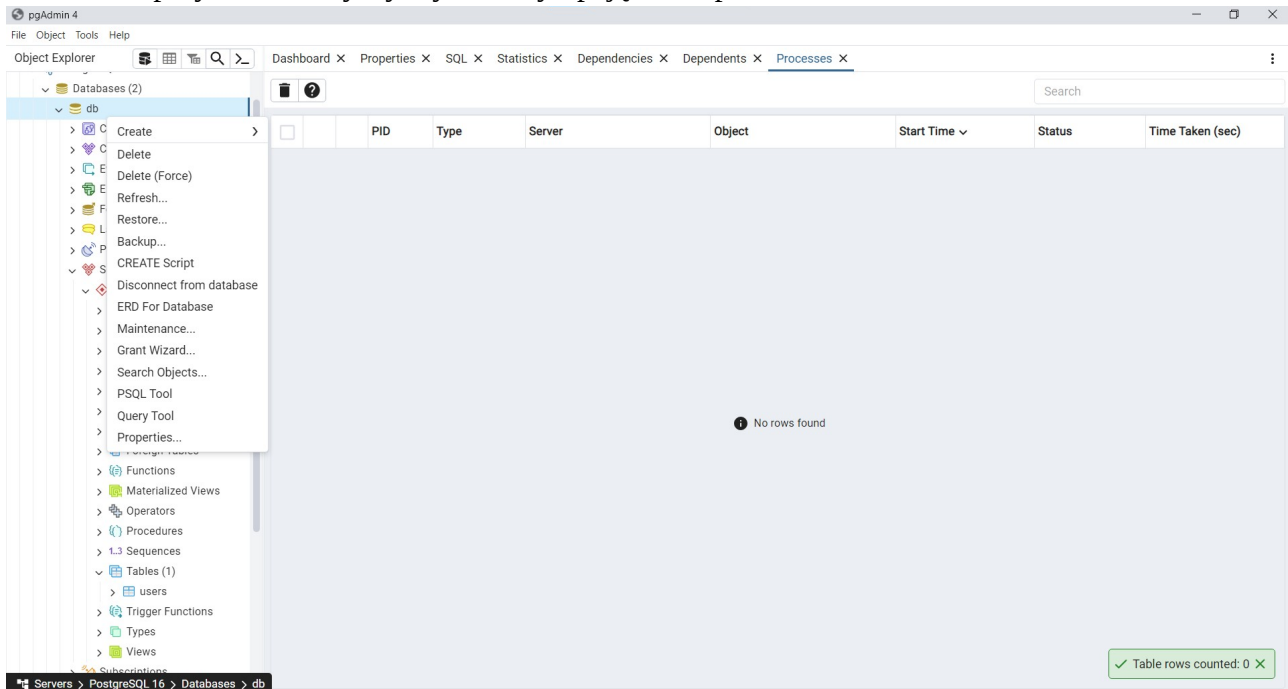 pgAdmin 4
File Object Tools Help
Object Explorer
Dashboard Properties SQL Statistics Dependencies Dependents Processes
Databases (2)
Search
db
PID Type Server Object Start Time Status Time Taken (sec)
C
C
E
E
F
L
P
S
Create
Delete
Delete (Force)
Refresh...
Restore...
Backup...
CREATE Script
Disconnect from database
ERD For Database
Maintenance...
Grant Wizard...
Search Objects...
PSQL Tool
Query Tool
Properties...
No rows found
Foreign Tables
Functions
Materialized Views
Operators
Procedures
1..3 Sequences
Tables (1)
users
Trigger Functions
Types
Views
Subscriptions
Table rows counted: 0
Servers > PostgreSQL 16 > Databases > db